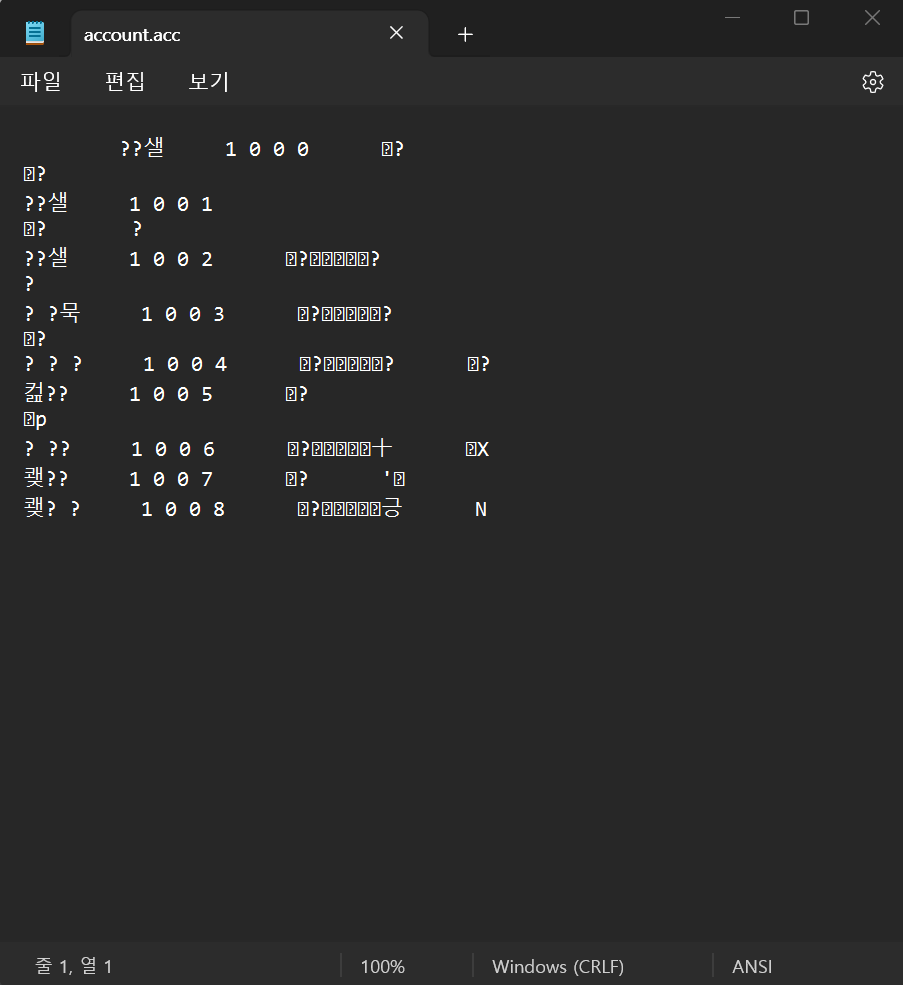 account.acc
파일 편집 보기
??샐 1 0 0 0 ?
?
??샐 1 0 0 1
? ?
??샐 1 0 0 2 ? ?
?
? ?묵 1 0 0 3 ? ?
?
? ? ? 1 0 0 4 ? ? ?
컲?? 1 0 0 5 ?
p
? ?? 1 0 0 6 ? 十 X
?? 1 0 0 7 ? '
? ? 1 0 0 8 ? 긍 N
줄 1, 열 1 100% Windows (CRLF) ANSI